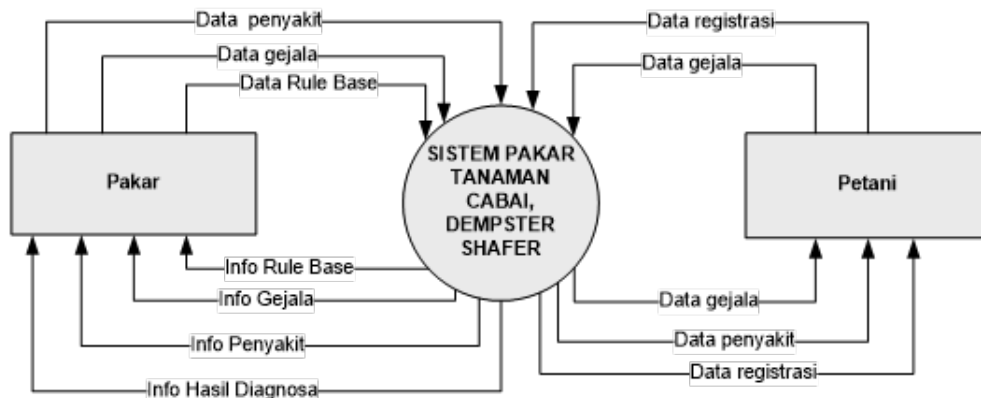 Data penyakit
Data gejala
Data Rule Base
Data registrasi
Data gejala
Pakar
SISTEM PAKAR
TANAMAN
CABAI,
DEMPSTER
SHAFER
Petani
Info Rule Base
Info Gejala
Info Penyakit
Info Hasil Diagnosa
Data gejala
Data penyakit
Data registrasi